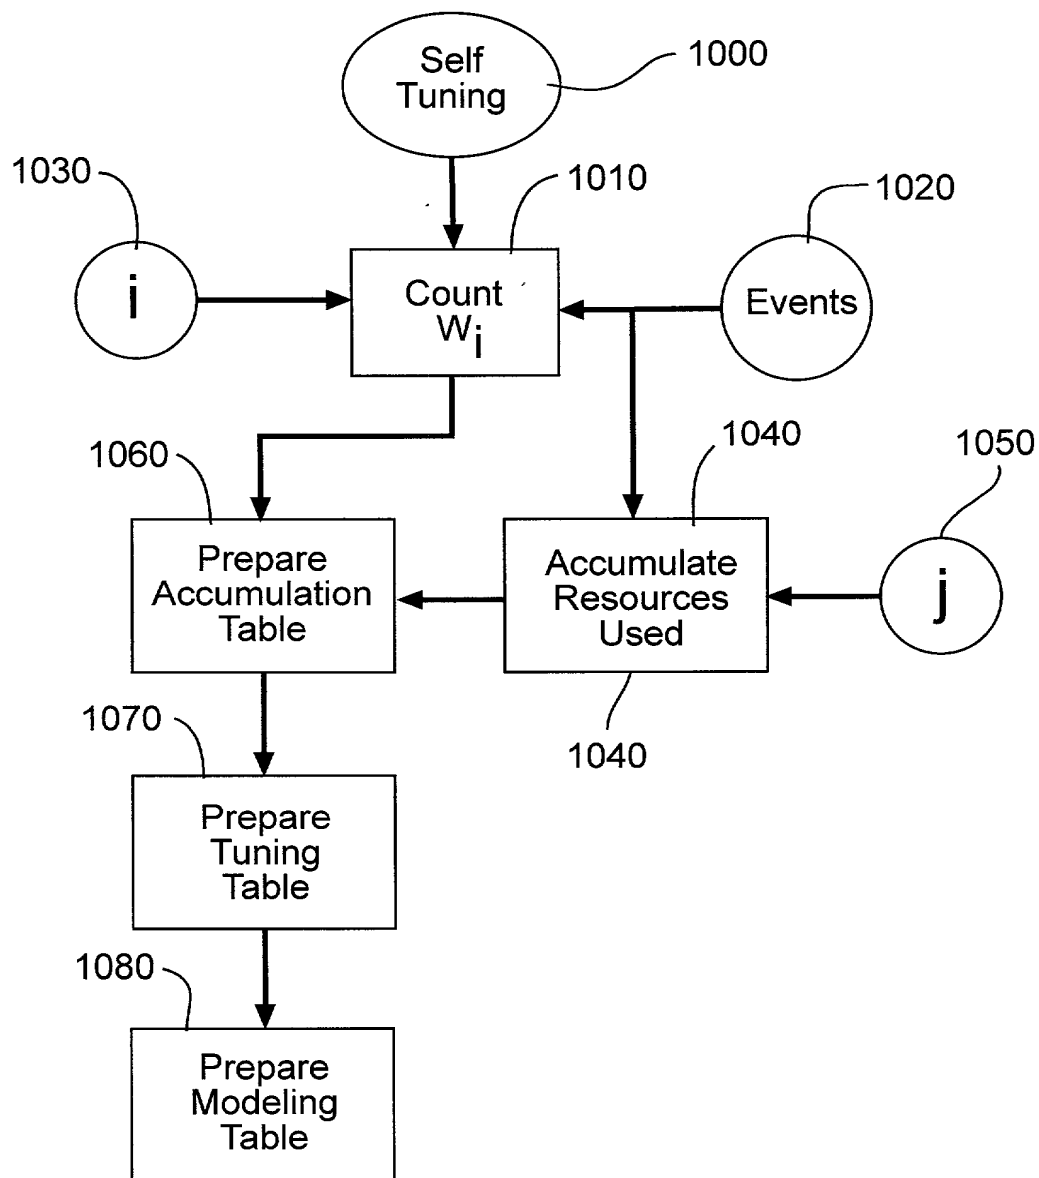 Self
Tuning
1000
1030
1010
1020
i
Count
Wi
Events
1060
1040
1050
Prepare
Accumulation
Table
Accumulate
Resources
Used
j
1070
1040
Prepare
Tuning
Table
1080
Prepare
Modeling
Table